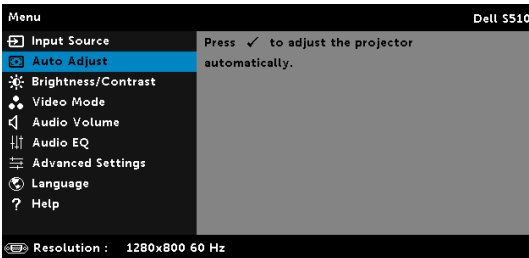 Menu Dell S510
Input Source
Auto Adjust
Brightness/Contrast
Video Mode
Audio Volume
Audio EQ
Advanced Settings
Language
? Help
Press ✓ to adjust the projector
automatically.
Resolution : 1280x800 60 Hz